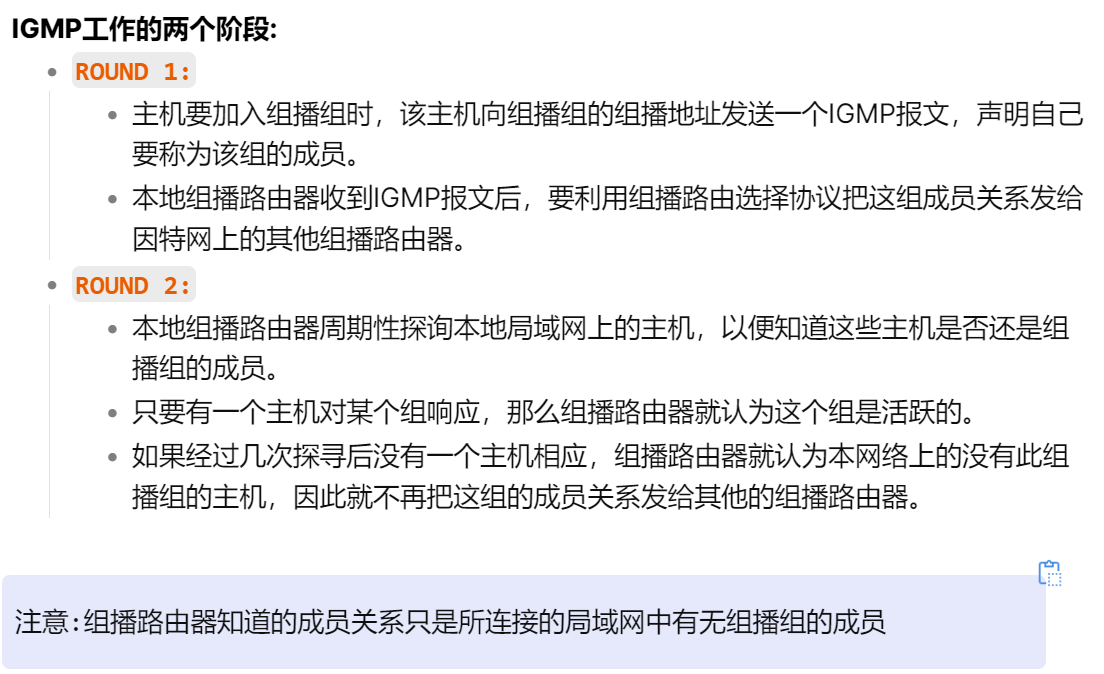 IGMP工作的两个阶段:
ROUND 1:
主机要加入组播组时，该主机向组播组的组播地址发送一个IGMP报文，声明自己
要称为该组的成员。
本地组播路由器收到IGMP报文后，要利用组播路由选择协议把这组成员关系发给
因特网上的其他组播路由器。
ROUND 2:
本地组播路由器周期性探询本地局域网上的主机，以便知道这些主机是否还是组
播组的成员。
只要有一个主机对某个组响应，那么组播路由器就认为这个组是活跃的。
如果经过几次探寻后没有一个主机相应，组播路由器就认为本网络上的没有此组
播组的主机，因此就不再把这组的成员关系发给其他的组播路由器。
注意:组播路由器知道的成员关系只是所连接的局域网中有无组播组的成员